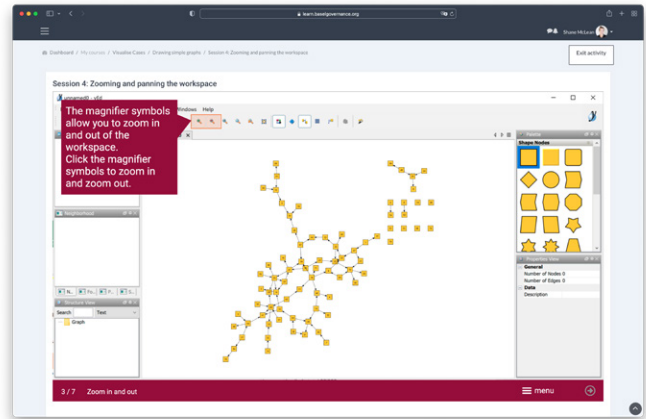 learn.baselgovernance.org
Shane McLean
Dashboard / My courses / Visualise Cases / Drawing simple graphs / Session 4: Zooming and panning the workspace
Exit activity
Session 4: Zooming and panning the workspace
unnamed0 - yEd
Windows Help
The magnifier symbols
allow you to zoom in
and out of the
workspace.
Click the magnifier
symbols to zoom in
and zoom out.
Palette
Shape Nodes
Neighborhood
Structure View
Search
Text
Graph
Properties View
General
Number of Nodes 0
Number of Edges 0
Data
Description
3 / 7 Zoom in and out
menu